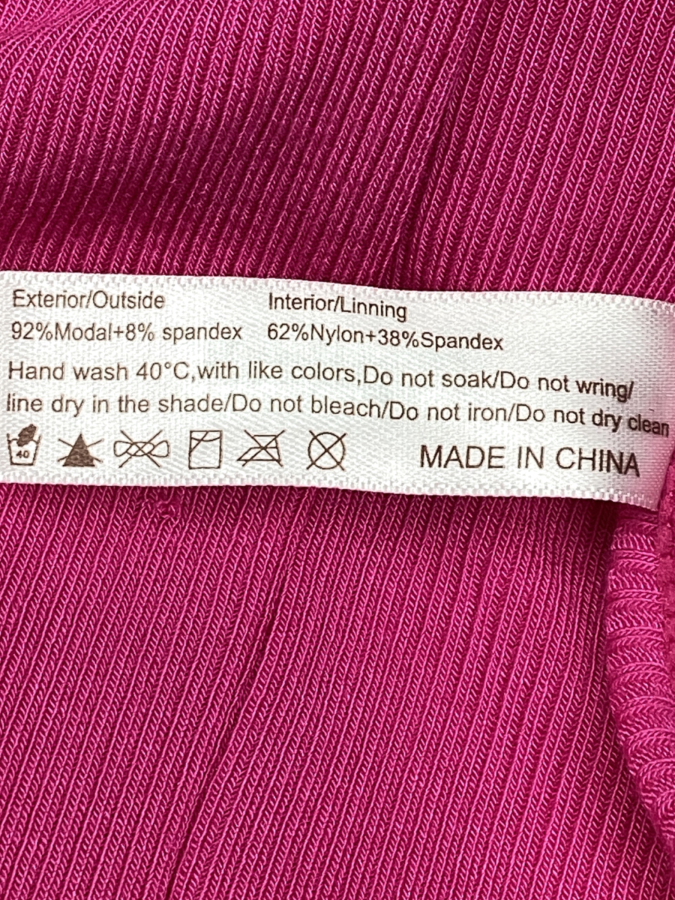 Exterior/Outside Interior/Linning
92%Modal+8% spandex 62%Nylon+38%Spandex
Hand wash 40°C,with like colors,Do not soak/Do not wring/
line dry in the shade/Do not bleach/Do not iron/Do not dry clean
40 MADE IN CHINA